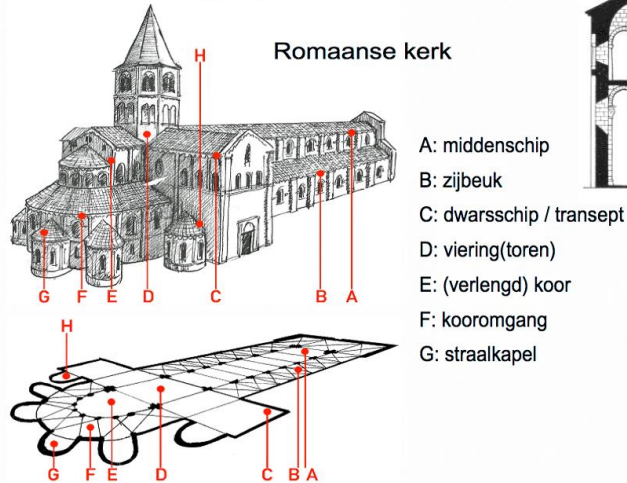 H
Romaanse kerk
G F E D C B A
A: middenschip
B: zijbeuk
C: dwarsschip / transept
D: viering(toren)
E: (verlengd) koor
F: kooromgang
G: straalkapel
H
G F E D C B A